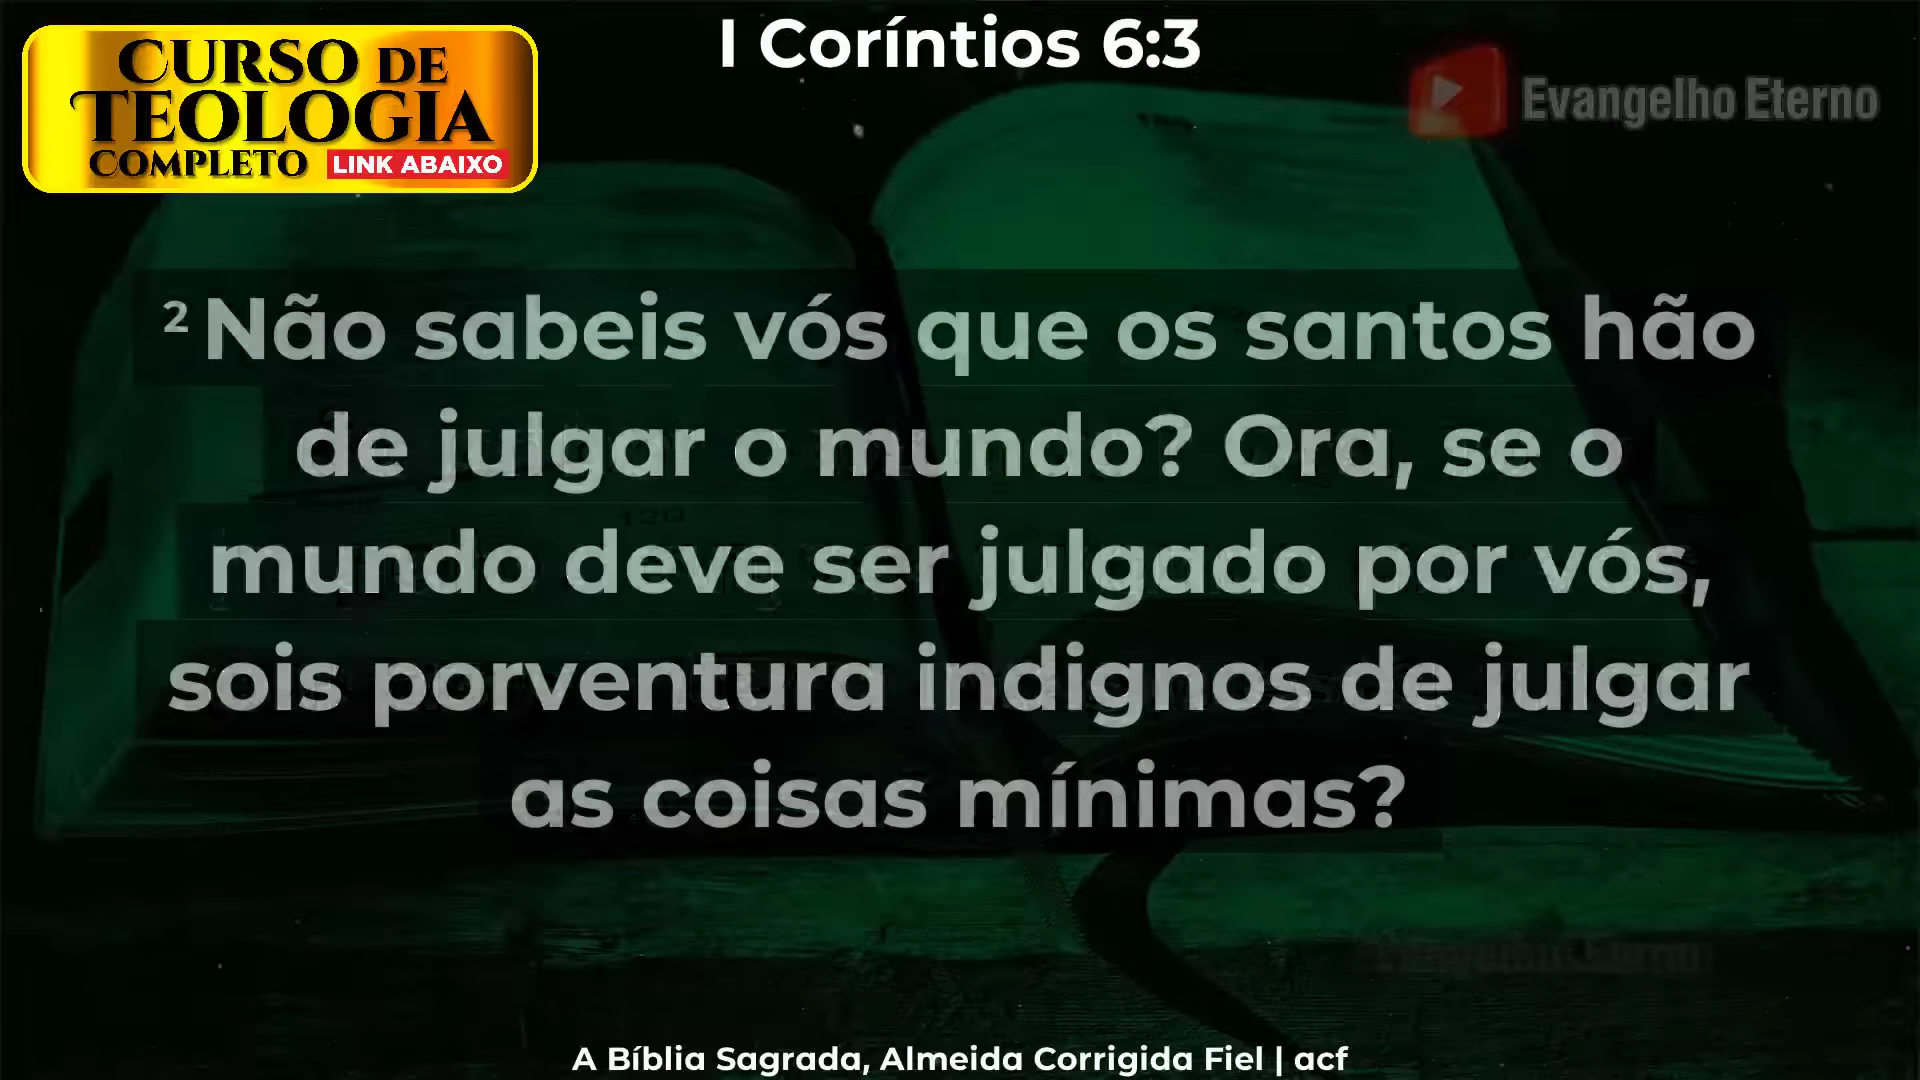 I Coríntios 6:3
CURSO DE
TEOLOGIA
COMPLETO LINK ABAIXO
Evangelho Eterno
2 Não sabeis vós que os santos hão
de julgar o mundo? Ora, se o
mundo deve ser julgado por vós,
sois porventura indignos de julgar
as coisas mínimas?
Evangelho Eterno
A Bíblia Sagrada, Almeida Corrigida Fiel | acf